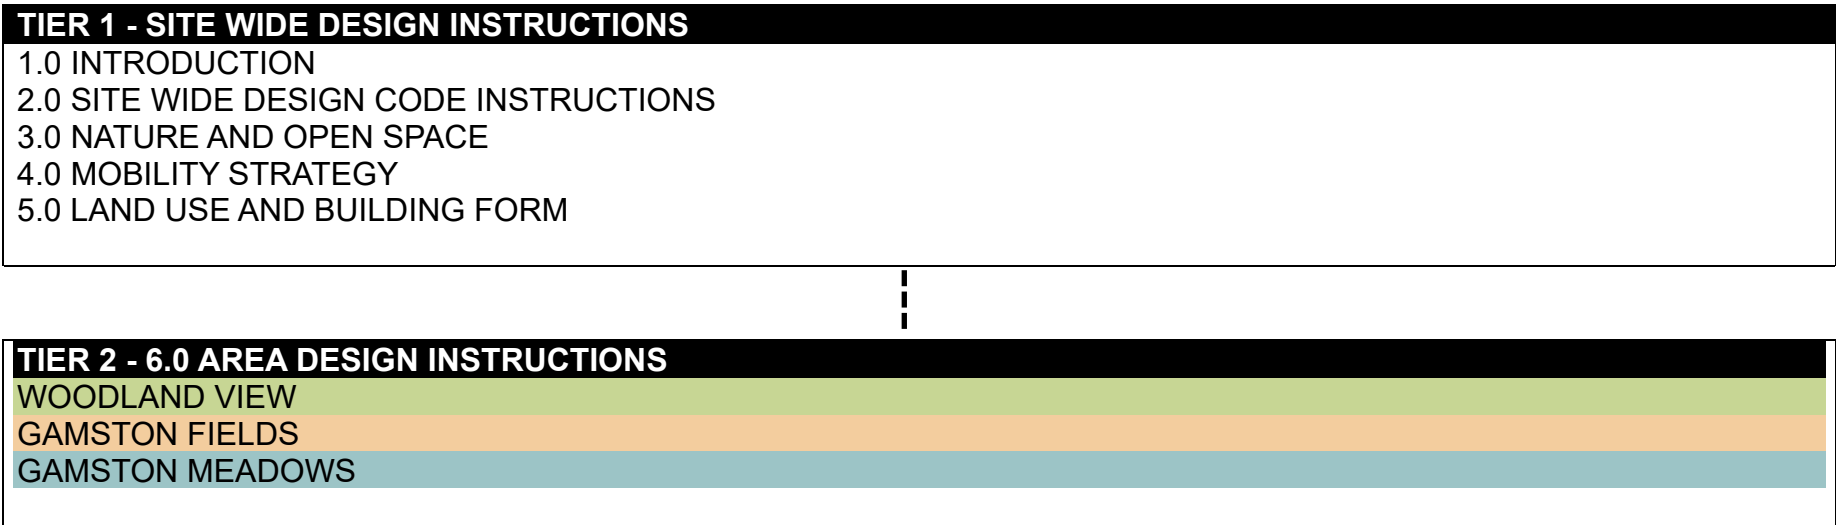 TIER 1 - SITE WIDE DESIGN INSTRUCTIONS
1.0 INTRODUCTION
2.0 SITE WIDE DESIGN CODE INSTRUCTIONS
3.0 NATURE AND OPEN SPACE
4.0 MOBILITY STRATEGY
5.0 LAND USE AND BUILDING FORM
TIER 2 - 6.0 AREA DESIGN INSTRUCTIONS
WOODLAND VIEW
GAMSTON FIELDS
GAMSTON MEADOWS